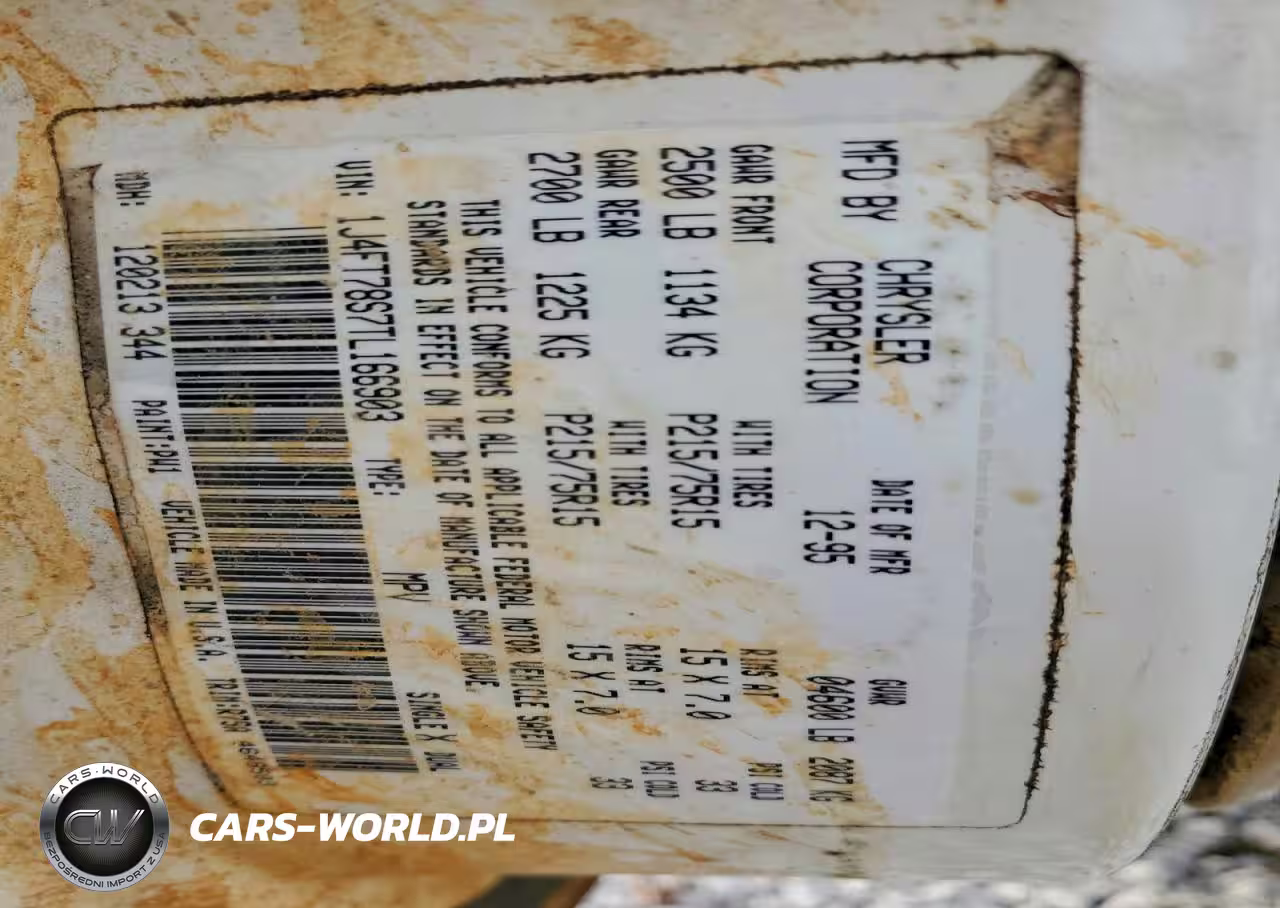 MFD BY CHRYSLER CORPORATION DATE OF MFR 12-95 GVWR 04600 LB 2087 KG
GAWR FRONT WITH TIRES RIMS AT PSI COLD
2500 LB 1134 KG P215/75R15 15 X 7.0 33
GAWR REAR WITH TIRES RIMS AT PSI COLD
2700 LB 1225 KG P215/75R15 15 X 7.0 33
THIS VEHICLE CONFORMS TO ALL APPLICABLE FEDERAL MOTOR VEHICLE SAFETY
STANDARDS IN EFFECT ON THE DATE OF MANUFACTURE SHOWN ABOVE.
VIN: 1J4FT78S7TL166903 TYPE: MPV SINGLE X DUAL
MDH: 120213 344 PAINT:PW1 VEHICLE MADE IN U.S.A.
CARS-WORLD
CW
BEZPOŚREDNI IMPORT Z USA
CARS-WORLD.PL